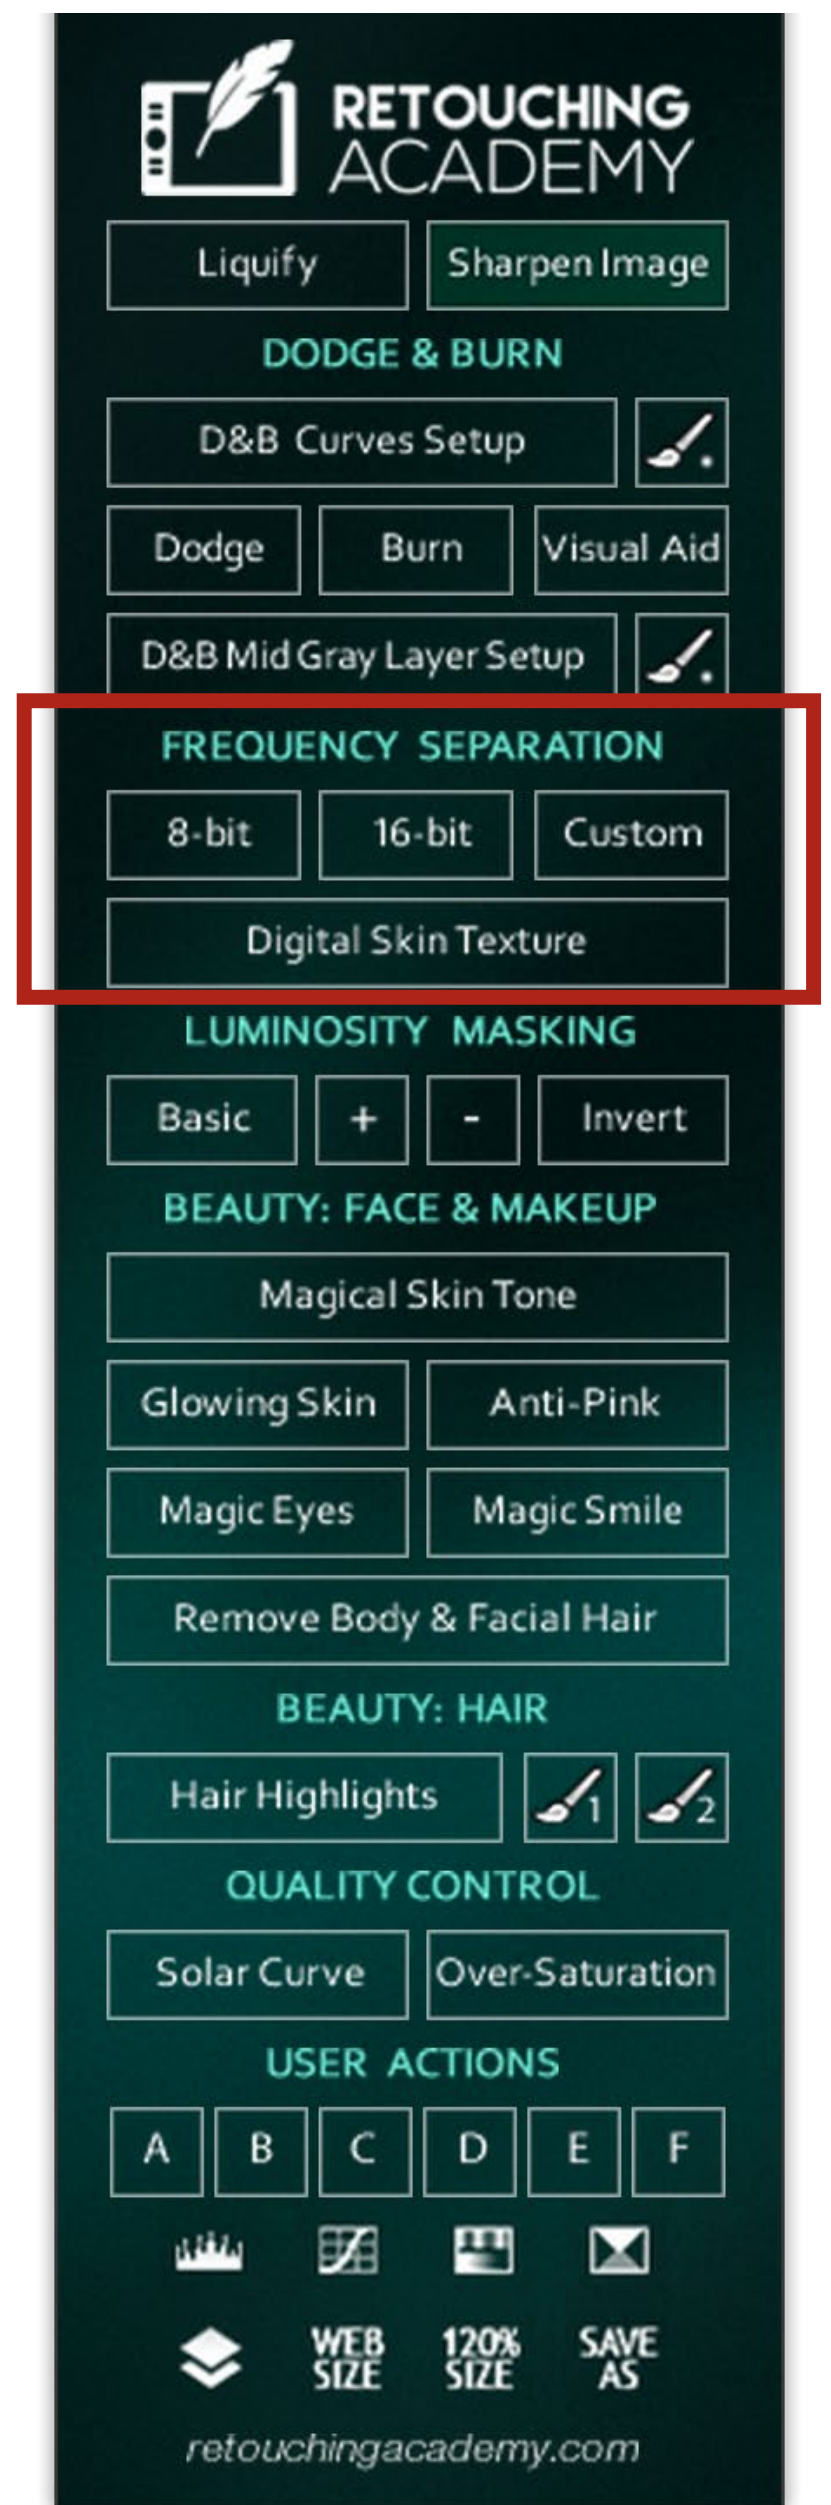 RETOUCHING
ACADEMY
Liquify Sharpen Image
DODGE & BURN
D&B Curves Setup
Dodge Burn Visual Aid
D&B Mid Gray Layer Setup
FREQUENCY SEPARATION
8-bit 16-bit Custom
Digital Skin Texture
LUMINOSITY MASKING
Basic + - Invert
BEAUTY: FACE & MAKEUP
Magical Skin Tone
Glowing Skin Anti-Pink
Magic Eyes Magic Smile
Remove Body & Facial Hair
BEAUTY: HAIR
Hair Highlights 1 2
QUALITY CONTROL
Solar Curve Over-Saturation
USER ACTIONS
A B C D E F
WEB 120% SAVE
SIZE SIZE AS
retouchingacademy.com